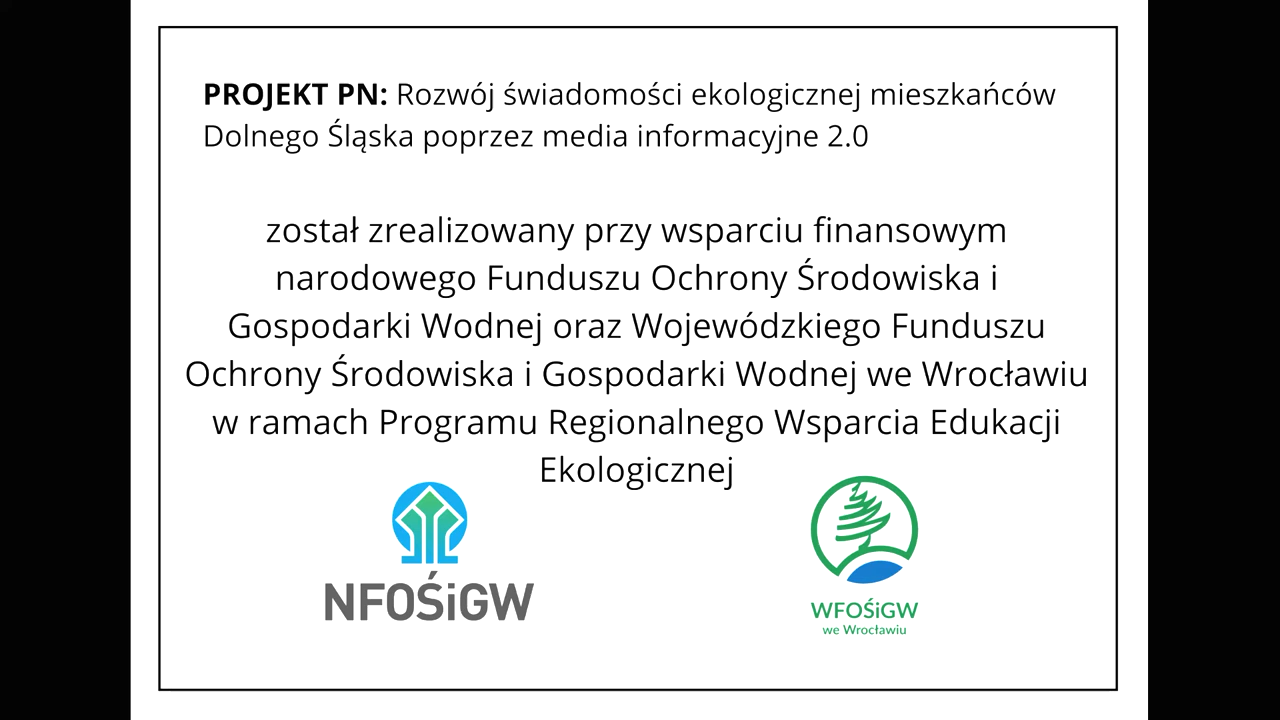 PROJEKT PN: Rozwój świadomości ekologicznej mieszkańców
Dolnego Śląska poprzez media informacyjne 2.0
został zrealizowany przy wsparciu finansowym
narodowego Funduszu Ochrony Środowiska i
Gospodarki Wodnej oraz Wojewódzkiego Funduszu
Ochrony Środowiska i Gospodarki Wodnej we Wrocławiu
w ramach Programu Regionalnego Wsparcia Edukacji
Ekologicznej
NFOŚiGW
WFOŚiGW
we Wrocławiu